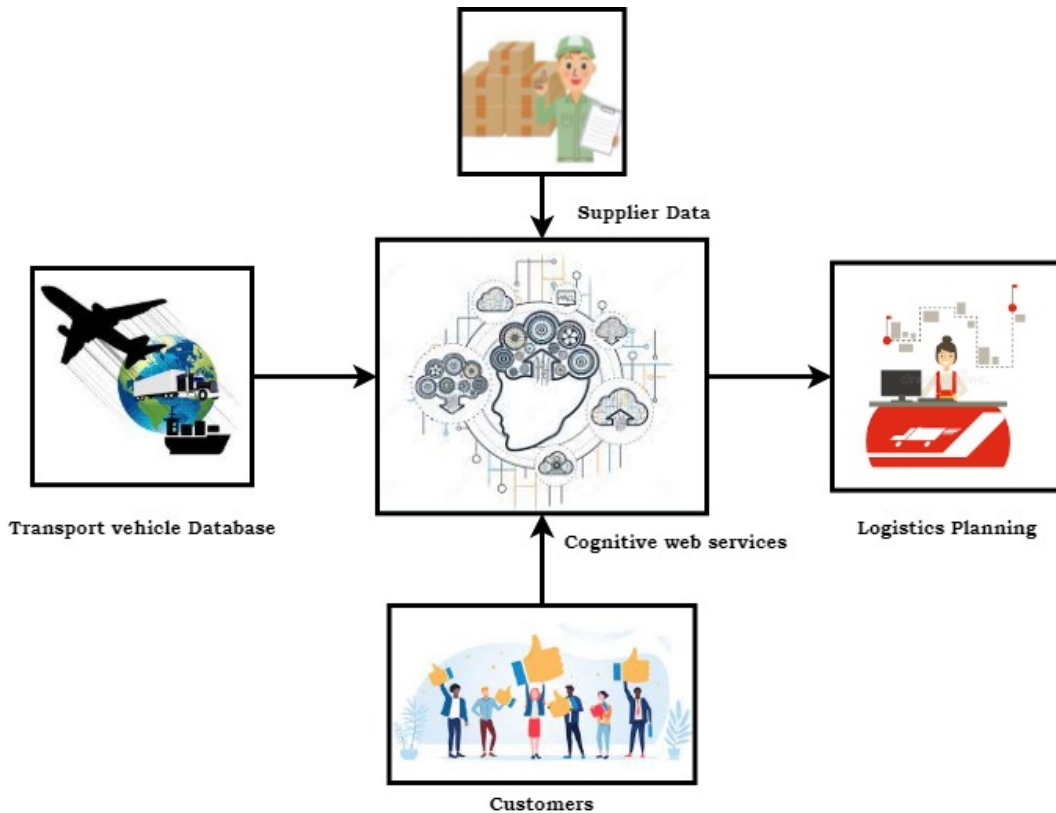 Supplier Data
Transport vehicle Database
Cognitive web services
Logistics Planning
Customers